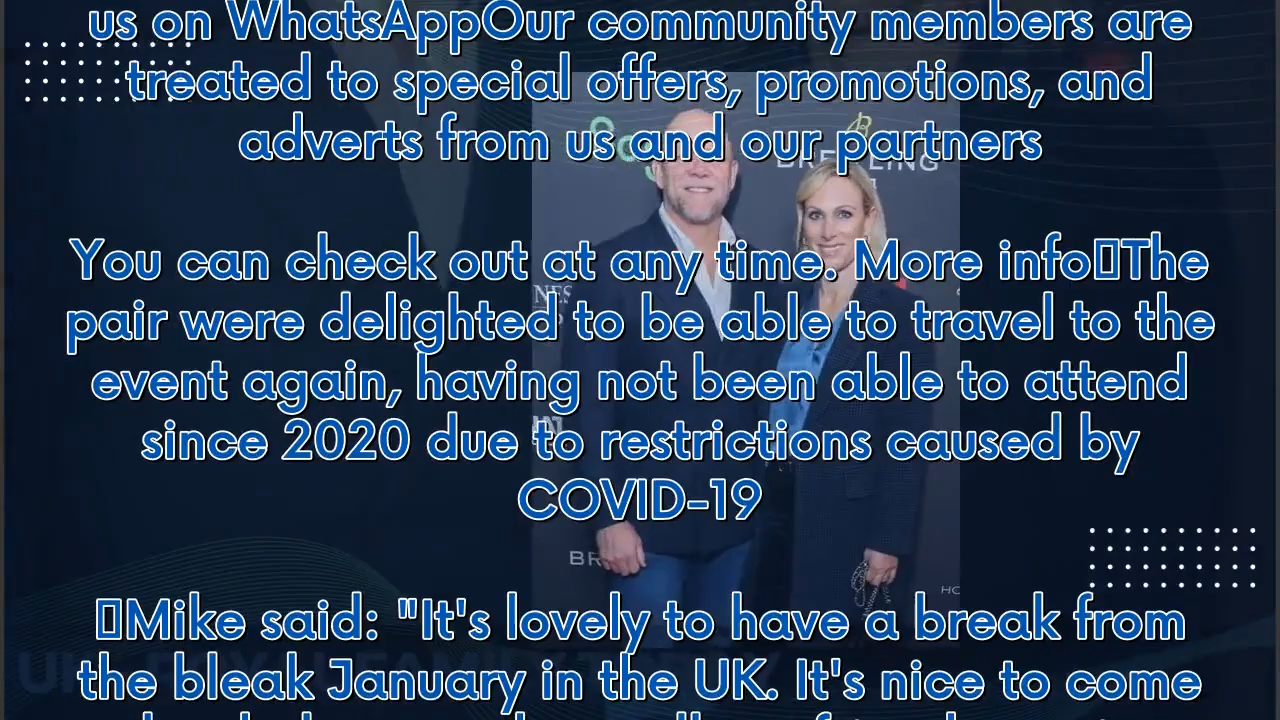 us on WhatsAppOur community members are
treated to special offers, promotions, and
adverts from us and our partners
BREITLING
You can check out at any time. More info▯The
pair were delighted to be able to travel to the
event again, having not been able to attend
since 2020 due to restrictions caused by
COVID-19
BR
HO
▯Mike said: "It's lovely to have a break from
the bleak January in the UK. It's nice to come